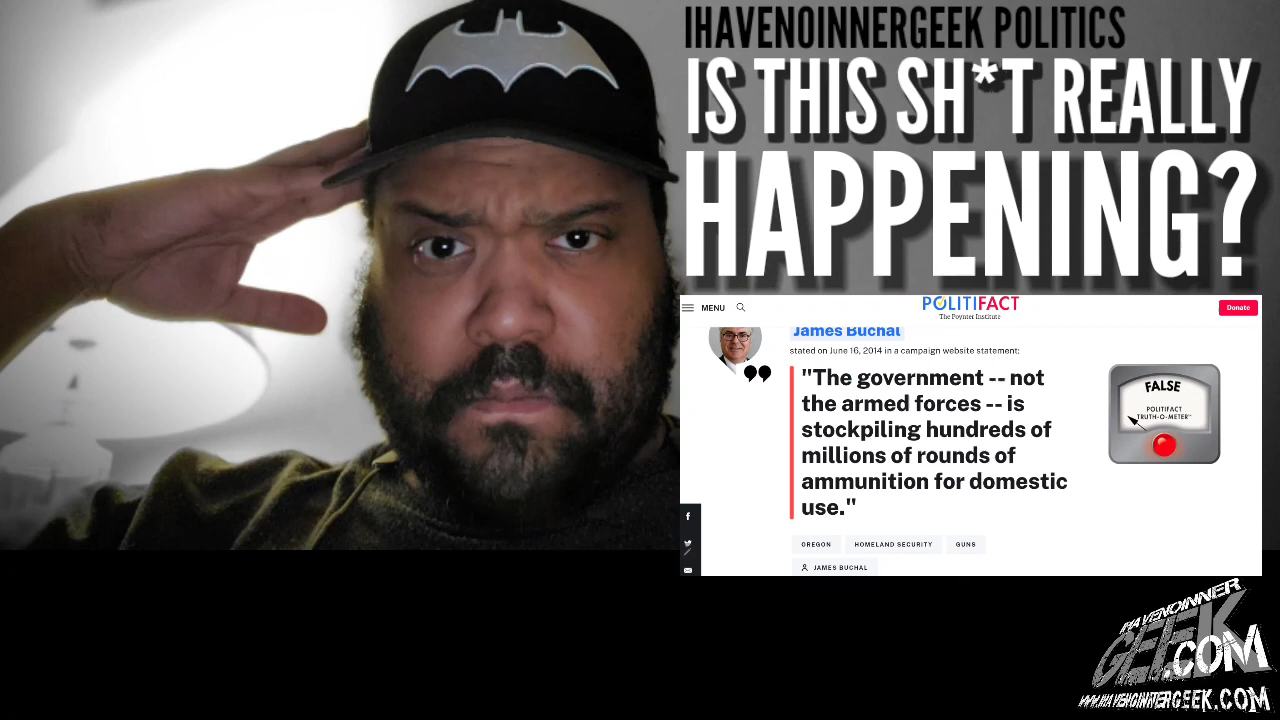 IHAVENOINNERGEEK POLITICS
IS THIS SH*T REALLY
HAPPENING?
MENU
POLITIFACT
The Poynter Institute
Donate
James Buchal
stated on June 16, 2014 in a campaign website statement:
"The government -- not
the armed forces -- is
stockpiling hundreds of
millions of rounds of
ammunition for domestic
use."
FALSE
POLITIFACT
TRUTH-O-METER™
OREGON HOMELAND SECURITY GUNS
JAMES BUCHAL
IHAVENOINNER
GEEK
.COM
WWW.IHAVENOINNERGEEK.COM